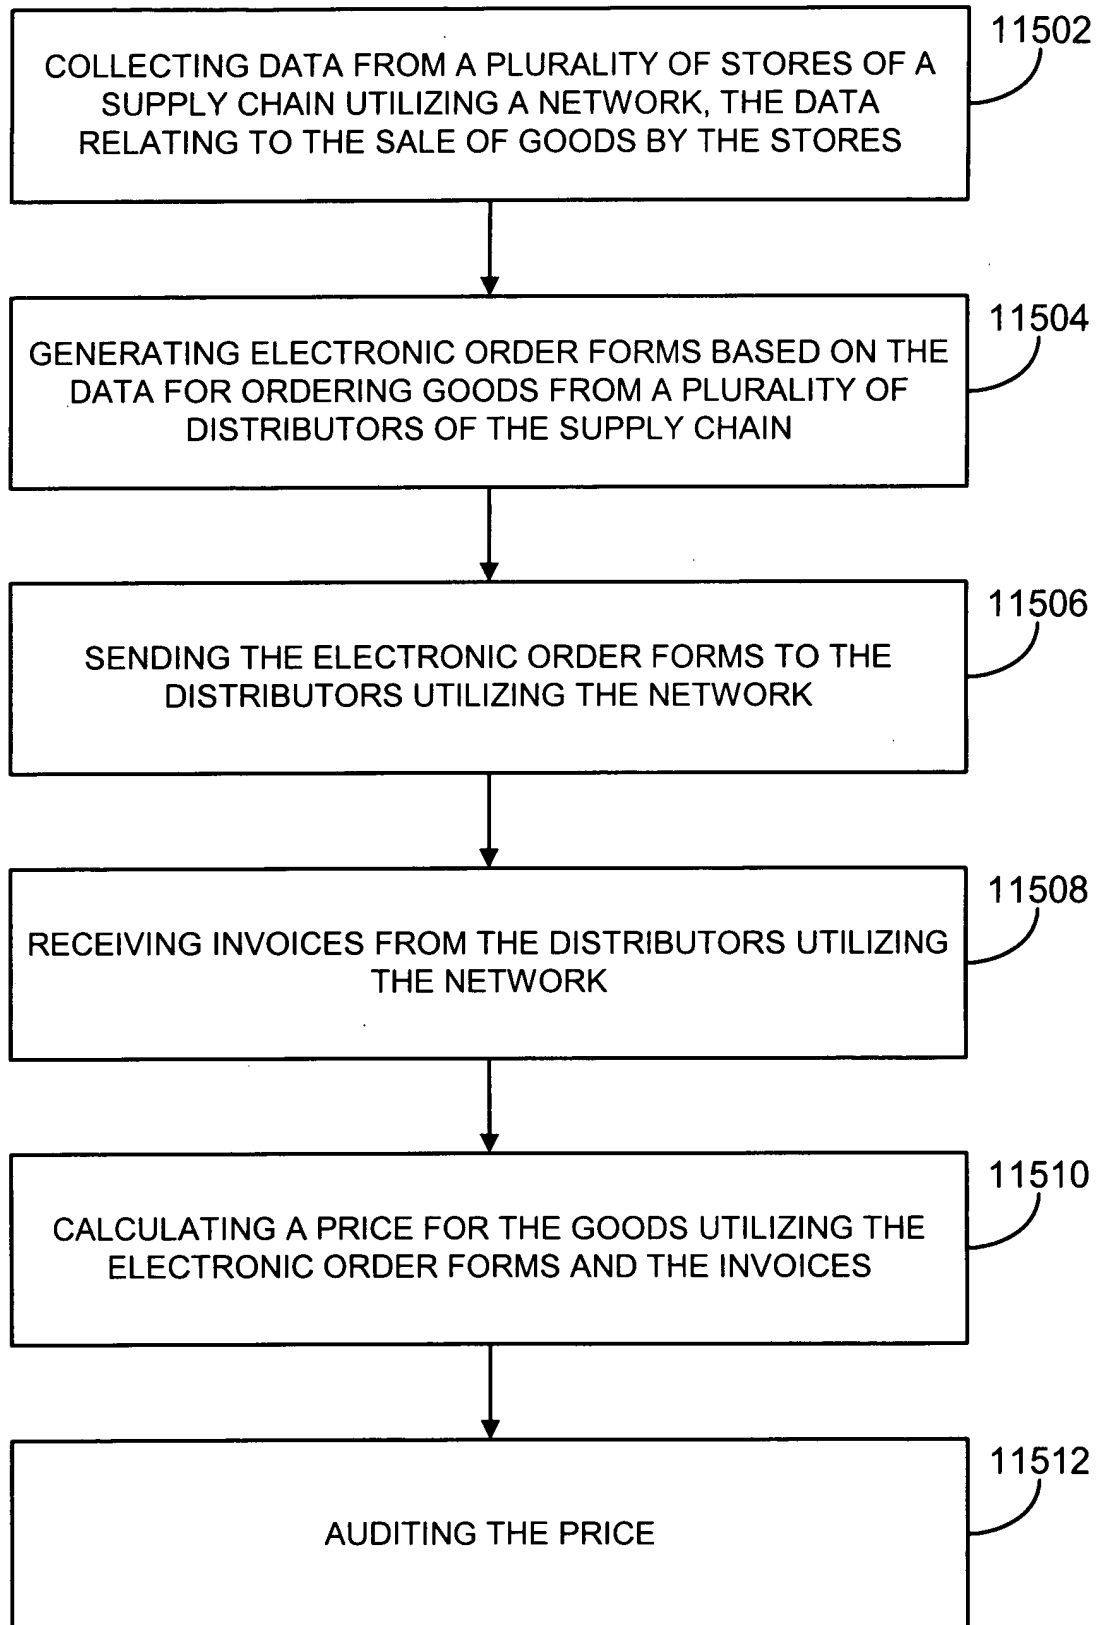 11502
COLLECTING DATA FROM A PLURALITY OF STORES OF A
SUPPLY CHAIN UTILIZING A NETWORK, THE DATA
RELATING TO THE SALE OF GOODS BY THE STORES
11504
GENERATING ELECTRONIC ORDER FORMS BASED ON THE
DATA FOR ORDERING GOODS FROM A PLURALITY OF
DISTRIBUTORS OF THE SUPPLY CHAIN
11506
SENDING THE ELECTRONIC ORDER FORMS TO THE
DISTRIBUTORS UTILIZING THE NETWORK
11508
RECEIVING INVOICES FROM THE DISTRIBUTORS UTILIZING
THE NETWORK
11510
CALCULATING A PRICE FOR THE GOODS UTILIZING THE
ELECTRONIC ORDER FORMS AND THE INVOICES
11512
AUDITING THE PRICE